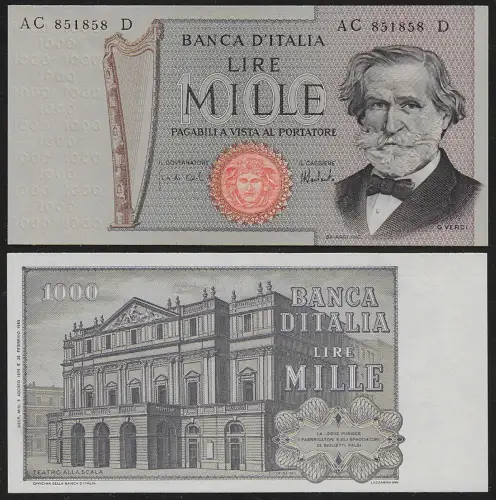 AC 851858 D
AC 851858 D
BANCA D'ITALIA
LIRE
1000
MILLE
PAGABILI A VISTA AL PORTATORE
IL GOVERNATORE
IL CASSIERE
G. VERDI
1000
BANCA
D'ITALIA
LIRE
MILLE
LA LEGGE PUNISCE
I FABBRICATORI E GLI SPACCIATORI
DI BIGLIETTI FALSI
TEATRO ALLA SCALA
OFFICINA DELLA BANCA D'ITALIA